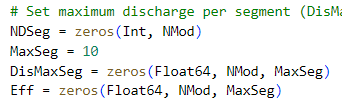 # Set maximum discharge per segment (DisMa
NDSeg = zeros(Int, NMod)
MaxSeg = 10
DisMaxSeg = zeros(Float64, NMod, MaxSeg)
Eff = zeros(Float64, NMod, MaxSeg)